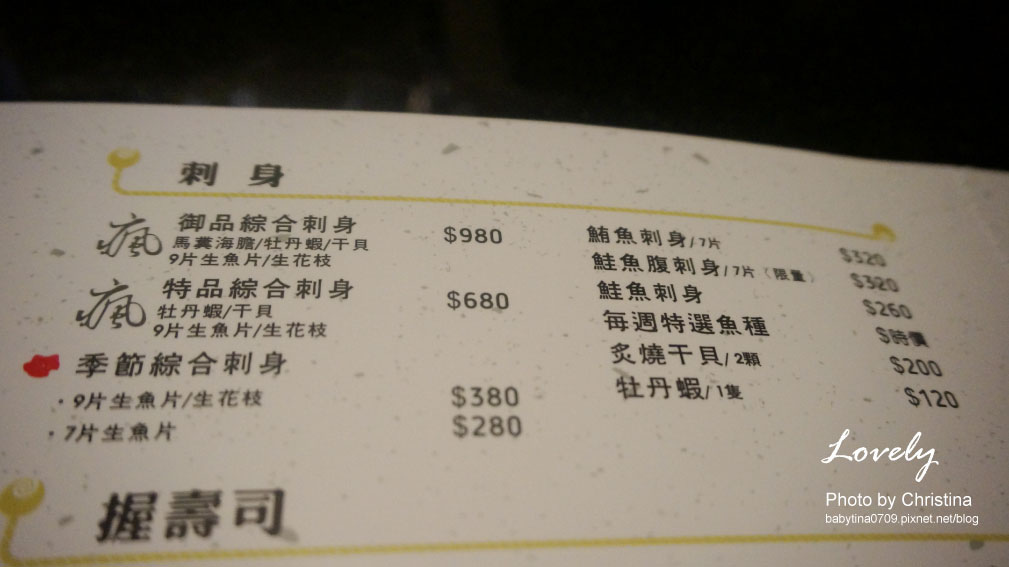 刺身
瘋 御品綜合刺身 $980
馬糞海膽/牡丹蝦/干貝
9片生魚片/生花枝
瘋 特品綜合刺身 $680
牡丹蝦/干貝
9片生魚片/生花枝
季節綜合刺身
·9片生魚片/生花枝 $380
·7片生魚片 $280
鮪魚刺身/7片 $320
鮭魚腹刺身/7片(限量) $320
鮭魚刺身 $260
每週特選魚種 $時價
炙燒干貝/2顆 $200
牡丹蝦/1隻 $120
握壽司
Lovely
Photo by Christina
babytina0709.pixnet.net/blog